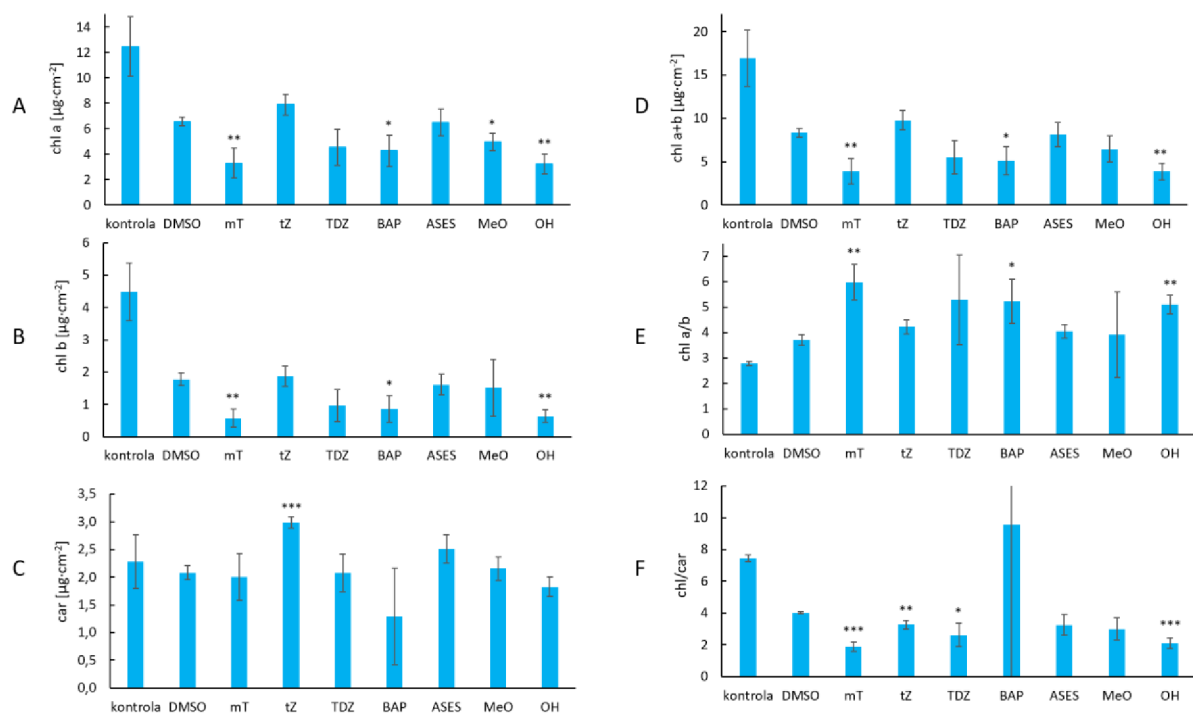 A
chl a [µg·cm-2]
14
12
10
8
6
4
2
0
** * * **
kontrola DMSO mT tZ TDZ BAP ASES MeO OH
B
chl b [µg·cm-2]
6
5
4
3
2
1
0
** * **
kontrola DMSO mT tZ TDZ BAP ASES MeO OH
C
car [µg·cm-2]
3,5
3,0
2,5
2,0
1,5
1,0
0,5
0,0
***
kontrola DMSO mT tZ TDZ BAP ASES MeO OH
D
chl a+b [µg·cm-2]
20
15
10
5
0
** * **
kontrola DMSO mT tZ TDZ BAP ASES MeO OH
E
chl a/b
7
6
5
4
3
2
1
0
** * **
kontrola DMSO mT tZ TDZ BAP ASES MeO OH
F
chl/car
12
10
8
6
4
2
0
*** ** * ***
kontrola DMSO mT tZ TDZ BAP ASES MeO OH